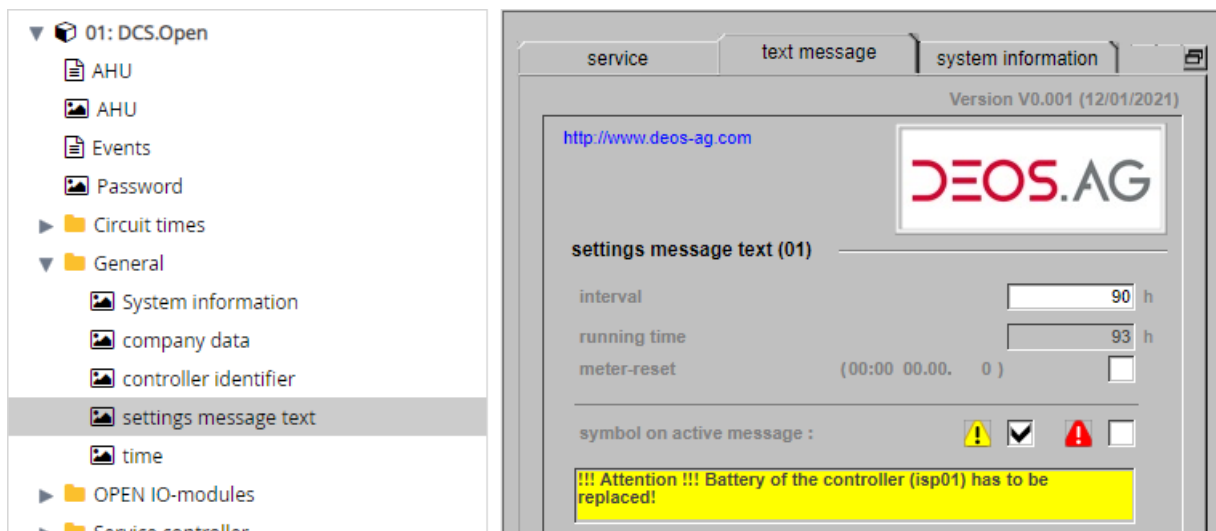 01: DCS.Open
AHU
AHU
Events
Password
Circuit times
General
System information
company data
controller identifier
settings message text
time
OPEN IO-modules
Service controller
service
text message
system information
Version V0.001 (12/01/2021)
http://www.deos-ag.com
DEOS.AG
settings message text (01)
interval 90 h
running time 93 h
meter-reset (00:00 00.00. 0 )
symbol on active message :
!!! Attention !!! Battery of the controller (isp01) has to be
replaced!